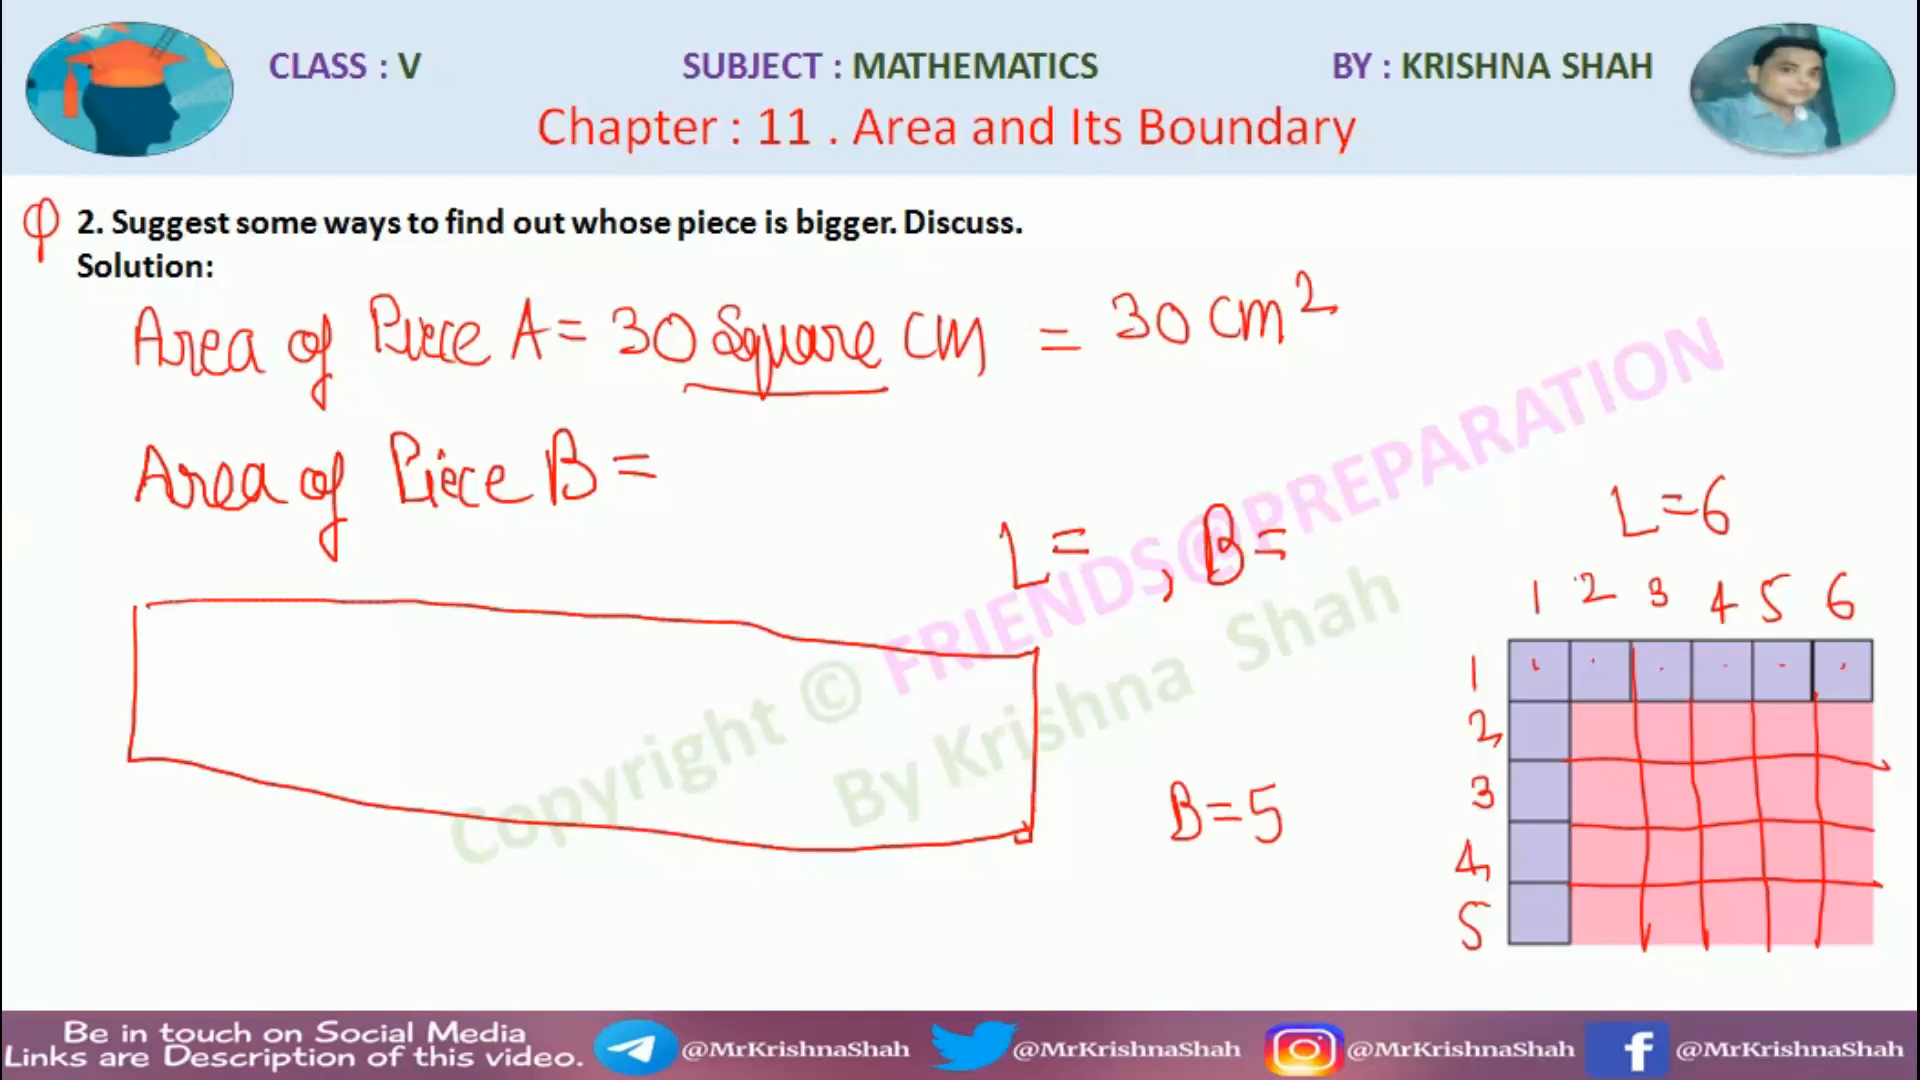 CLASS : V
SUBJECT : MATHEMATICS
BY : KRISHNA SHAH
Chapter : 11 . Area and Its Boundary
Q 2. Suggest some ways to find out whose piece is bigger. Discuss.
Solution:
Area of Piece A = 30 Square CM = 30 cm²
Area of Piece B =
L = , B =
L = 6
1 2 3 4 5 6
1
2
3
4
5
B = 5
Copyright © FRIENDS@PREPARATION
By Krishna Shah
Be in touch on Social Media
Links are Description of this video.
@MrKrishnaShah
@MrKrishnaShah
@MrKrishnaShah
@MrKrishnaShah